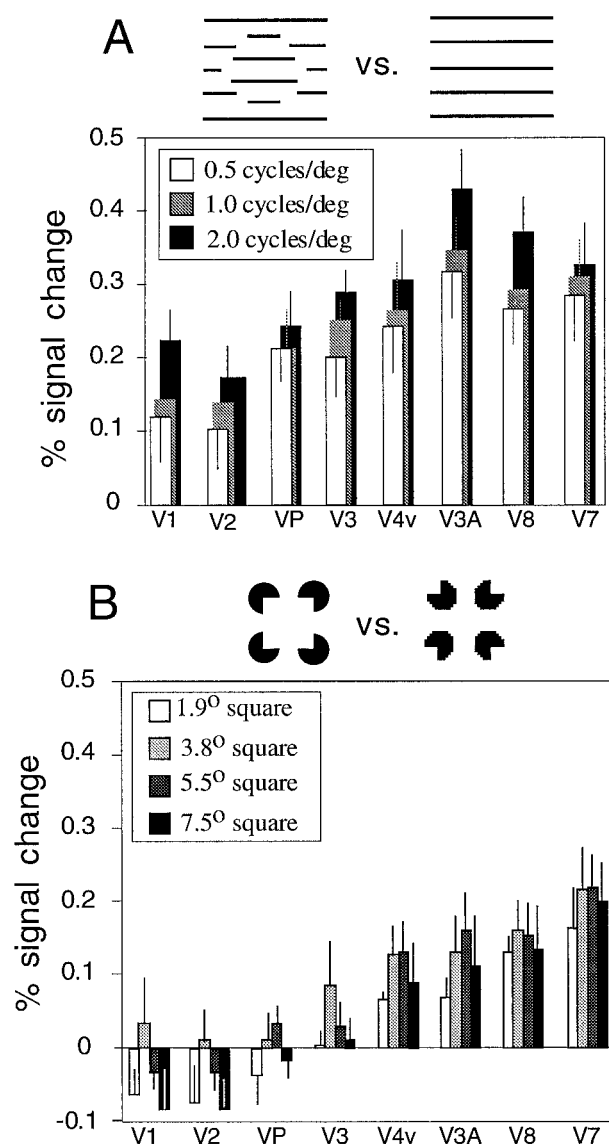 A
vs.
0.5
0.4
0.3
0.2
0.1
0
% signal change
0.5 cycles/deg
1.0 cycles/deg
2.0 cycles/deg
V1 V2 VP V3 V4v V3A V8 V7
B
vs.
0.5
0.4
0.3
0.2
0.1
0
-0.1
% signal change
1.9° square
3.8° square
5.5° square
7.5° square
V1 V2 VP V3 V4v V3A V8 V7